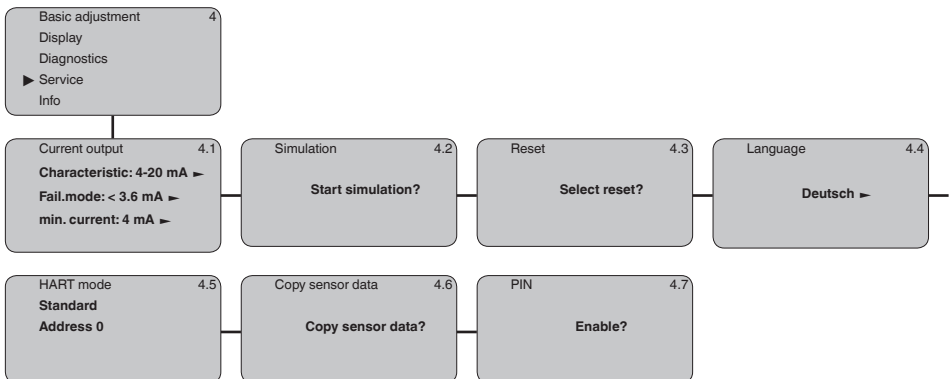 Basic adjustment 4
Display
Diagnostics
▶ Service
Info
Current output 4.1
Characteristic: 4-20 mA ►
Fail.mode: < 3.6 mA ►
min. current: 4 mA ►
Simulation 4.2
Start simulation?
Reset 4.3
Select reset?
Language 4.4
Deutsch ►
HART mode 4.5
Standard
Address 0
Copy sensor data 4.6
Copy sensor data?
PIN 4.7
Enable?